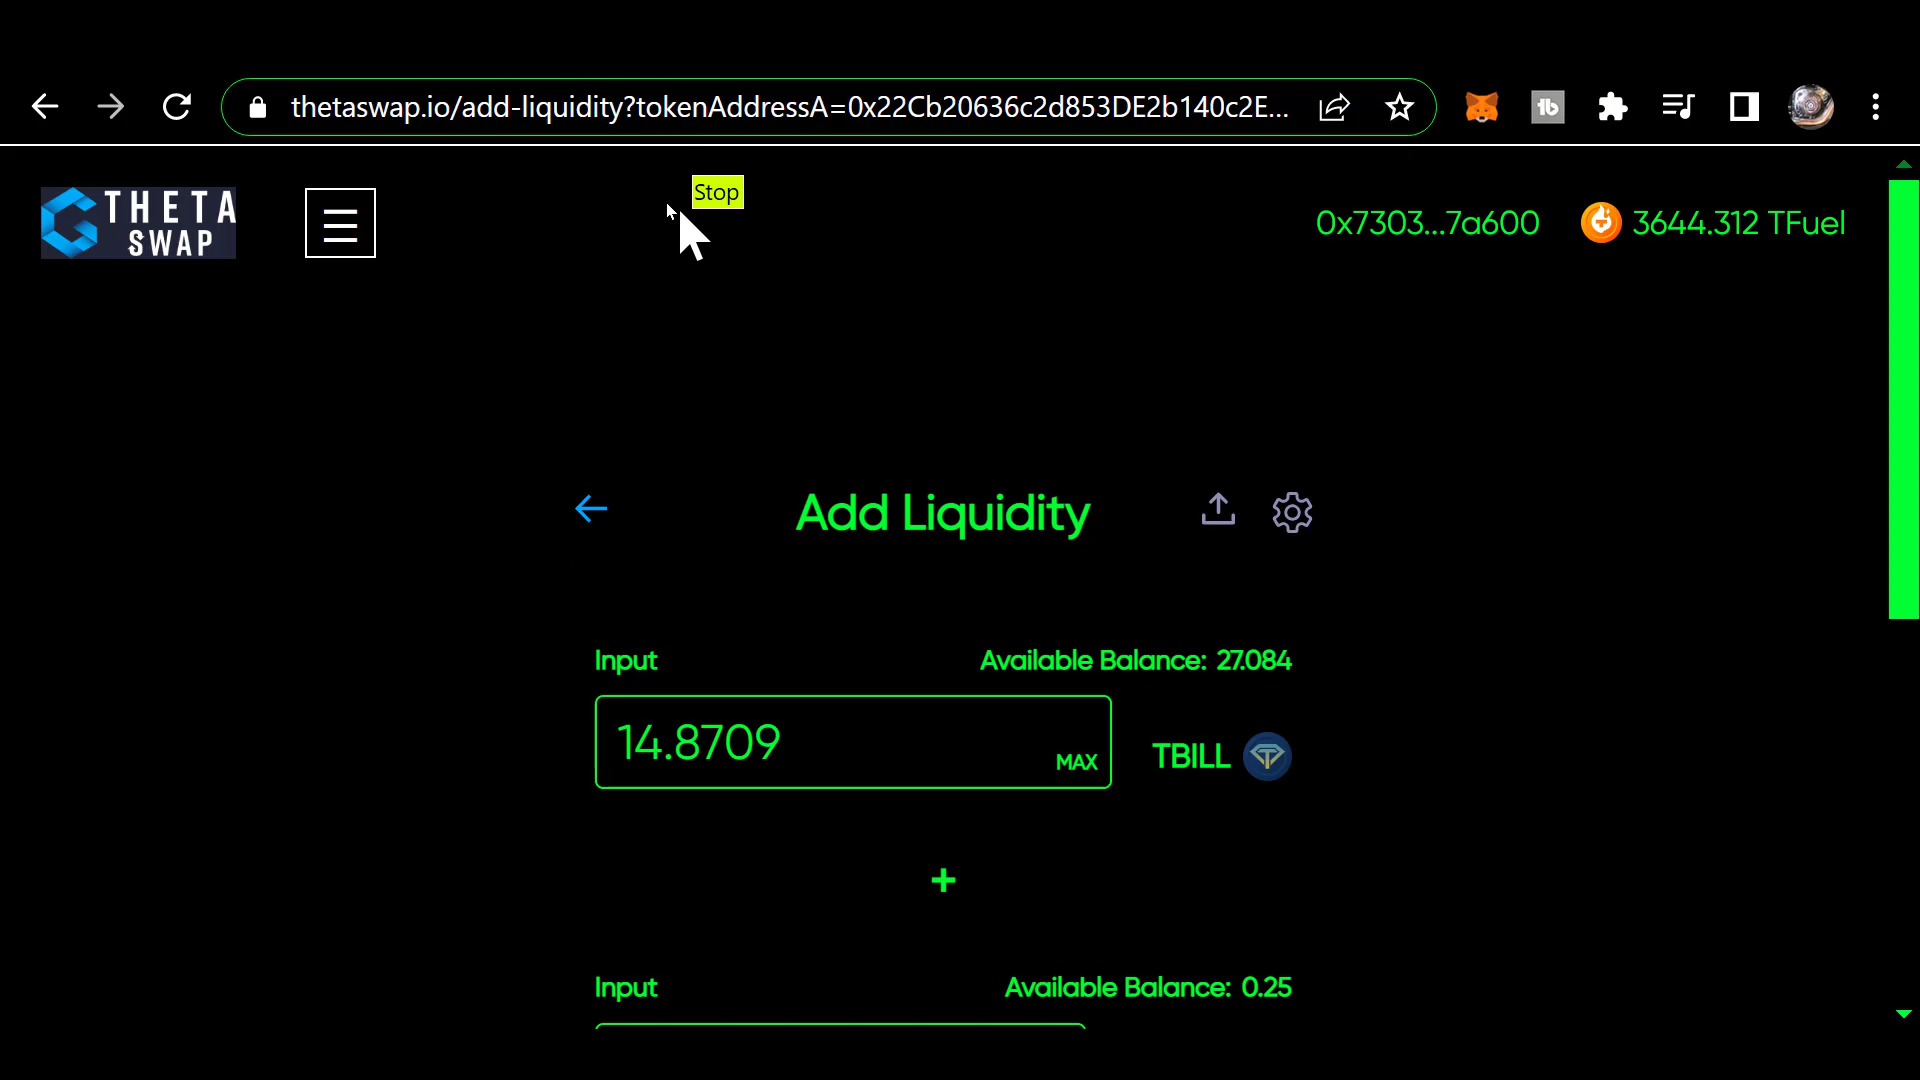 thetaswap.io/add-liquidity?tokenAddressA=0x22Cb20636c2d853DE2b140c2E...
tb
THETA
SWAP
Stop
0x7303...7a600
3644.312 TFuel
Add Liquidity
Input
Available Balance: 27.084
14.8709
MAX
TBILL
+
Input
Available Balance: 0.25